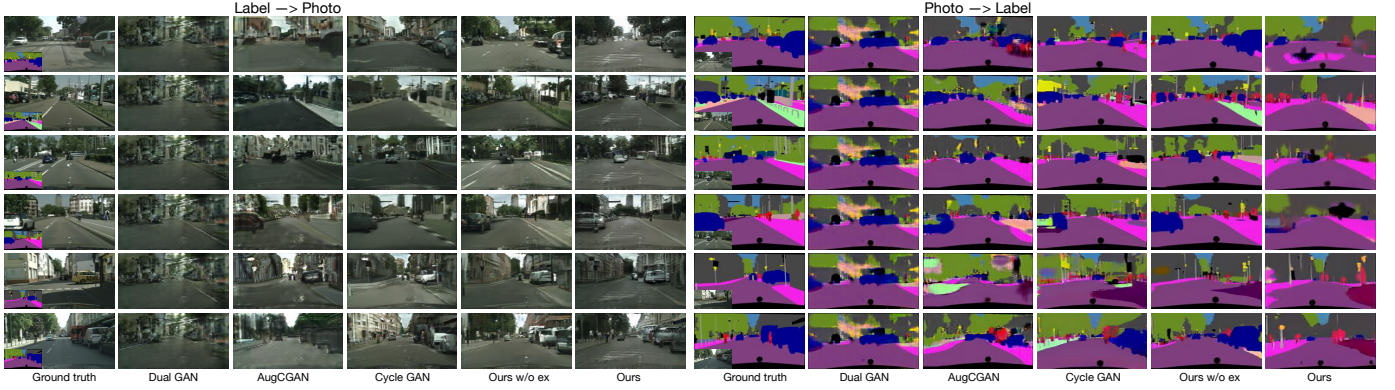 Label —> Photo
Photo —> Label
Ground truth
Dual GAN
AugCGAN
Cycle GAN
Ours w/o ex
Ours
Ground truth
Dual GAN
AugCGAN
Cycle GAN
Ours w/o ex
Ours